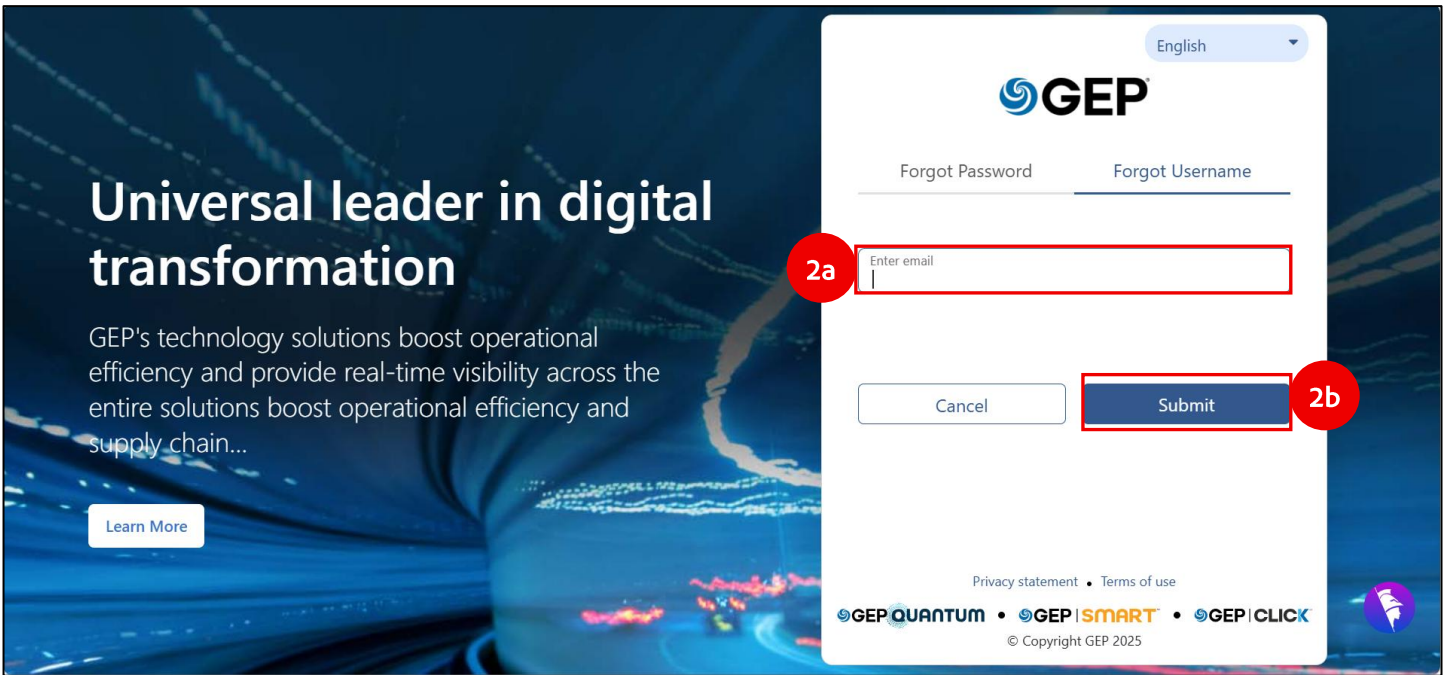 Universal leader in digital
transformation
GEP's technology solutions boost operational
efficiency and provide real-time visibility across the
entire solutions boost operational efficiency and
supply chain...
Learn More
English
GEP
Forgot Password
Forgot Username
2a
Enter email
Cancel
Submit
2b
Privacy statement • Terms of use
GEP QUANTUM • GEP | SMART™ • GEP | CLICK™
© Copyright GEP 2025